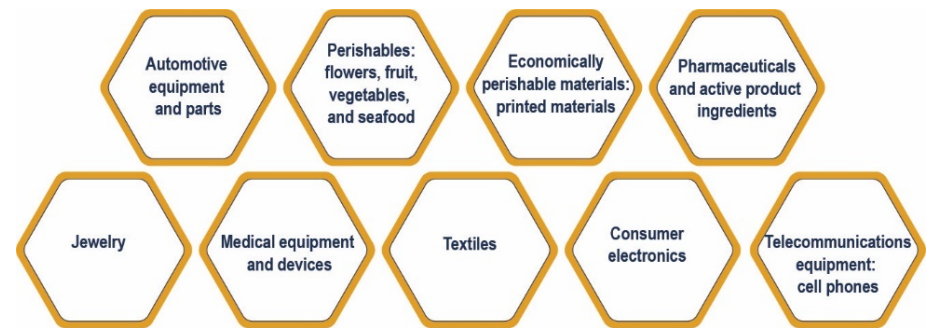 Automotive
equipment
and parts
Perishables:
flowers, fruit,
vegetables,
and seafood
Economically
perishable materials:
printed materials
Pharmaceuticals
and active product
ingredients
Jewelry
Medical equipment
and devices
Textiles
Consumer
electronics
Telecommunications
equipment:
cell phones